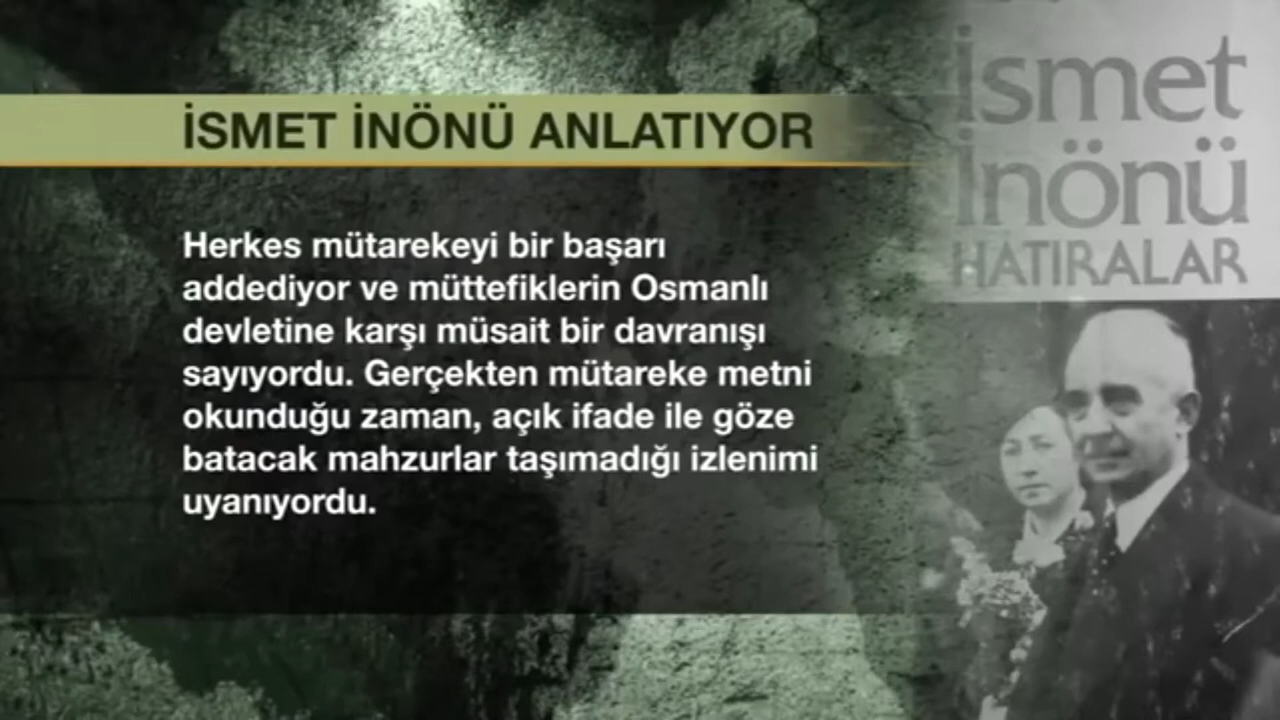 İSMET İNÖNÜ ANLATIYOR
Herkes mütarekeyi bir başarı
addediyor ve müttefiklerin Osmanlı
devletine karşı müsait bir davranışı
sayıyordu. Gerçekten mütareke metni
okunduğu zaman, açık ifade ile göze
batacak mahzurlar taşımadığı izlenimi
uyanıyordu.
İsmet
İnönü
HATIRALAR